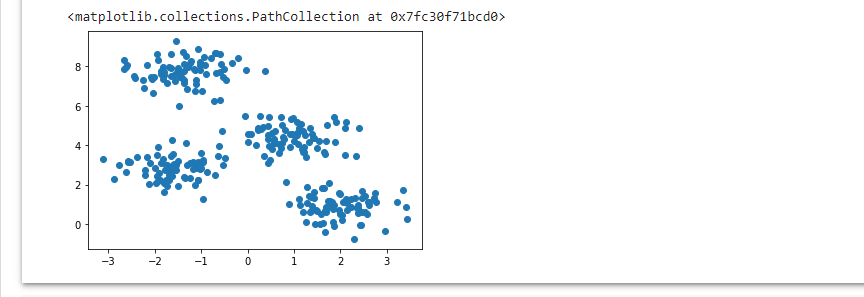 <matplotlib.collections.PathCollection at 0x7fc30f71bcd0>
8
6
4
2
0
−3 −2 −1 0 1 2 3